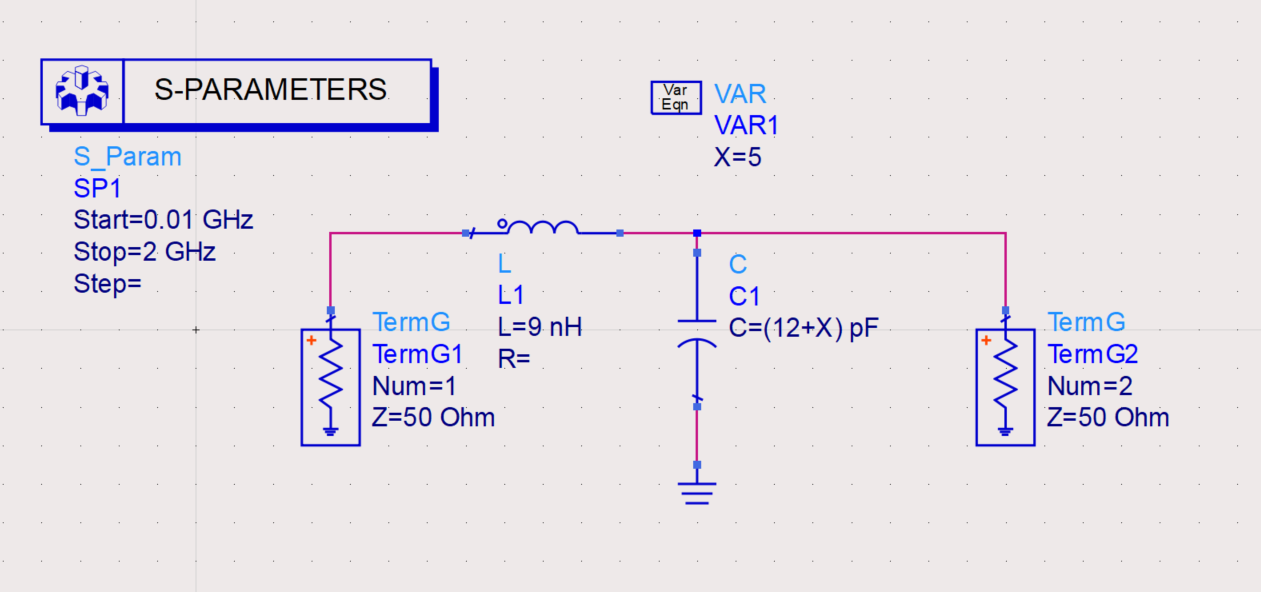 S-PARAMETERS
S_Param
SP1
Start=0.01 GHz
Stop=2 GHz
Step=
Var
Eqn
VAR
VAR1
X=5
L
L1
L=9 nH
R=
C
C1
C=(12+X) pF
+
TermG
TermG1
Num=1
Z=50 Ohm
+
TermG
TermG2
Num=2
Z=50 Ohm